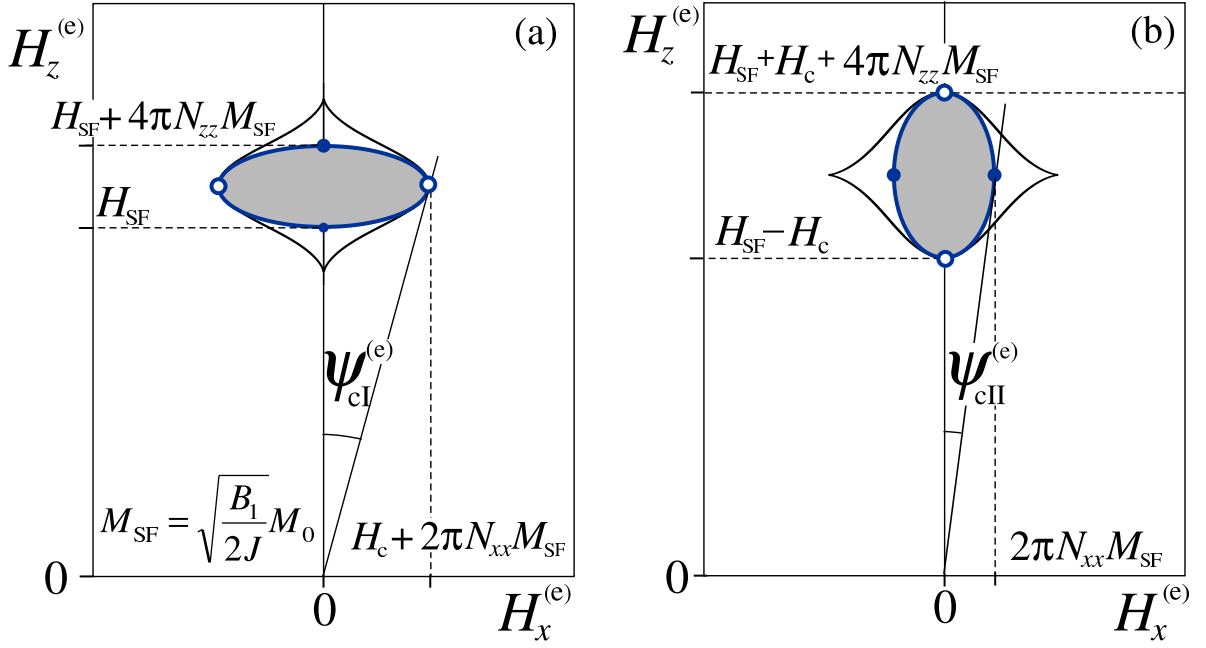 (a)
H_z^(e)
H_SF + 4πN_zz M_SF
H_SF
ψ_cI^(e)
M_SF = √(B_1/2J) M_0
H_c + 2πN_xx M_SF
0
0
H_x^(e)
(b)
H_z^(e)
H_SF + H_c + 4πN_zz M_SF
H_SF − H_c
ψ_cII^(e)
2πN_xx M_SF
0
0
H_x^(e)